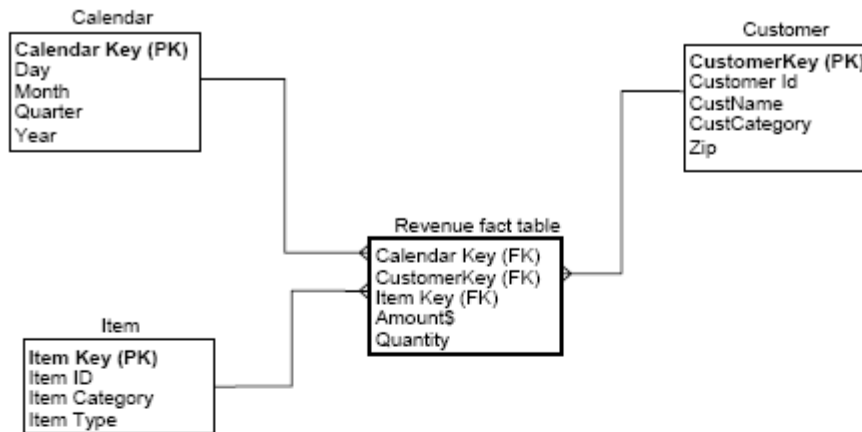 Calendar
Calendar Key (PK)
Day
Month
Quarter
Year
Customer
CustomerKey (PK)
Customer Id
CustName
CustCategory
Zip
Revenue fact table
Calendar Key (FK)
CustomerKey (FK)
Item Key (FK)
Amount$
Quantity
Item
Item Key (PK)
Item ID
Item Category
Item Type